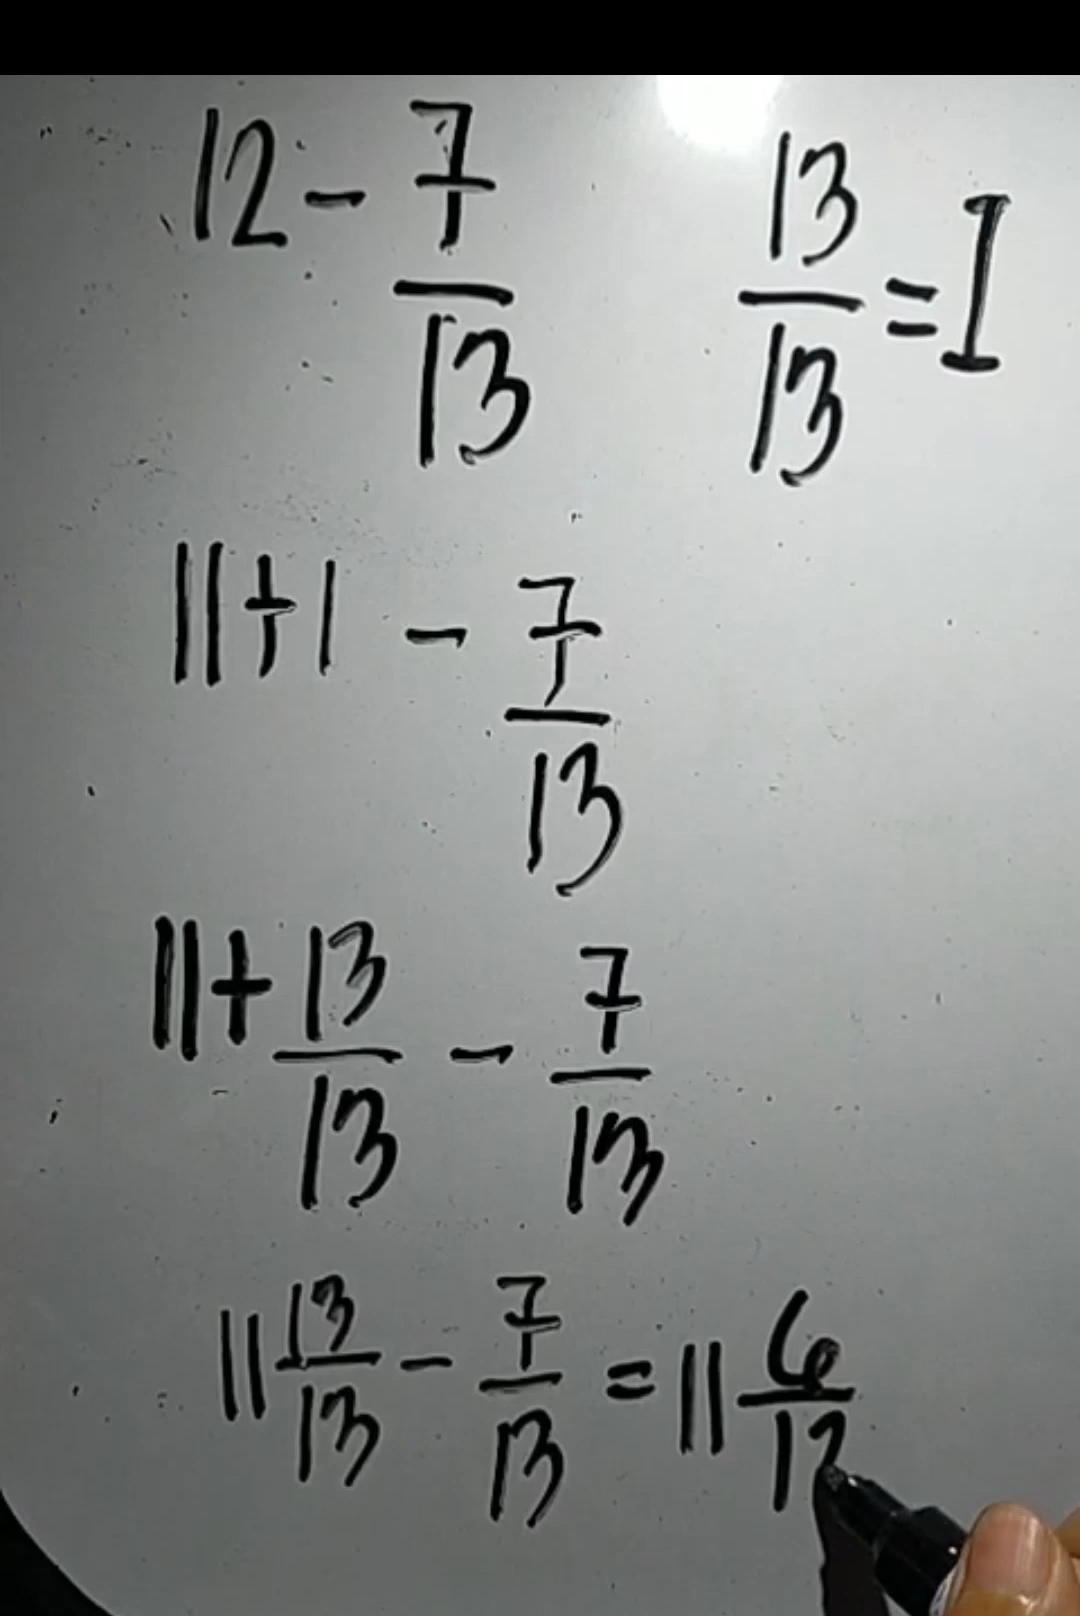 12 - 7/13
13/13 = 1
11 + 1 - 7/13
11 + 13/13 - 7/13
11 13/13 - 7/13 = 11 6/1